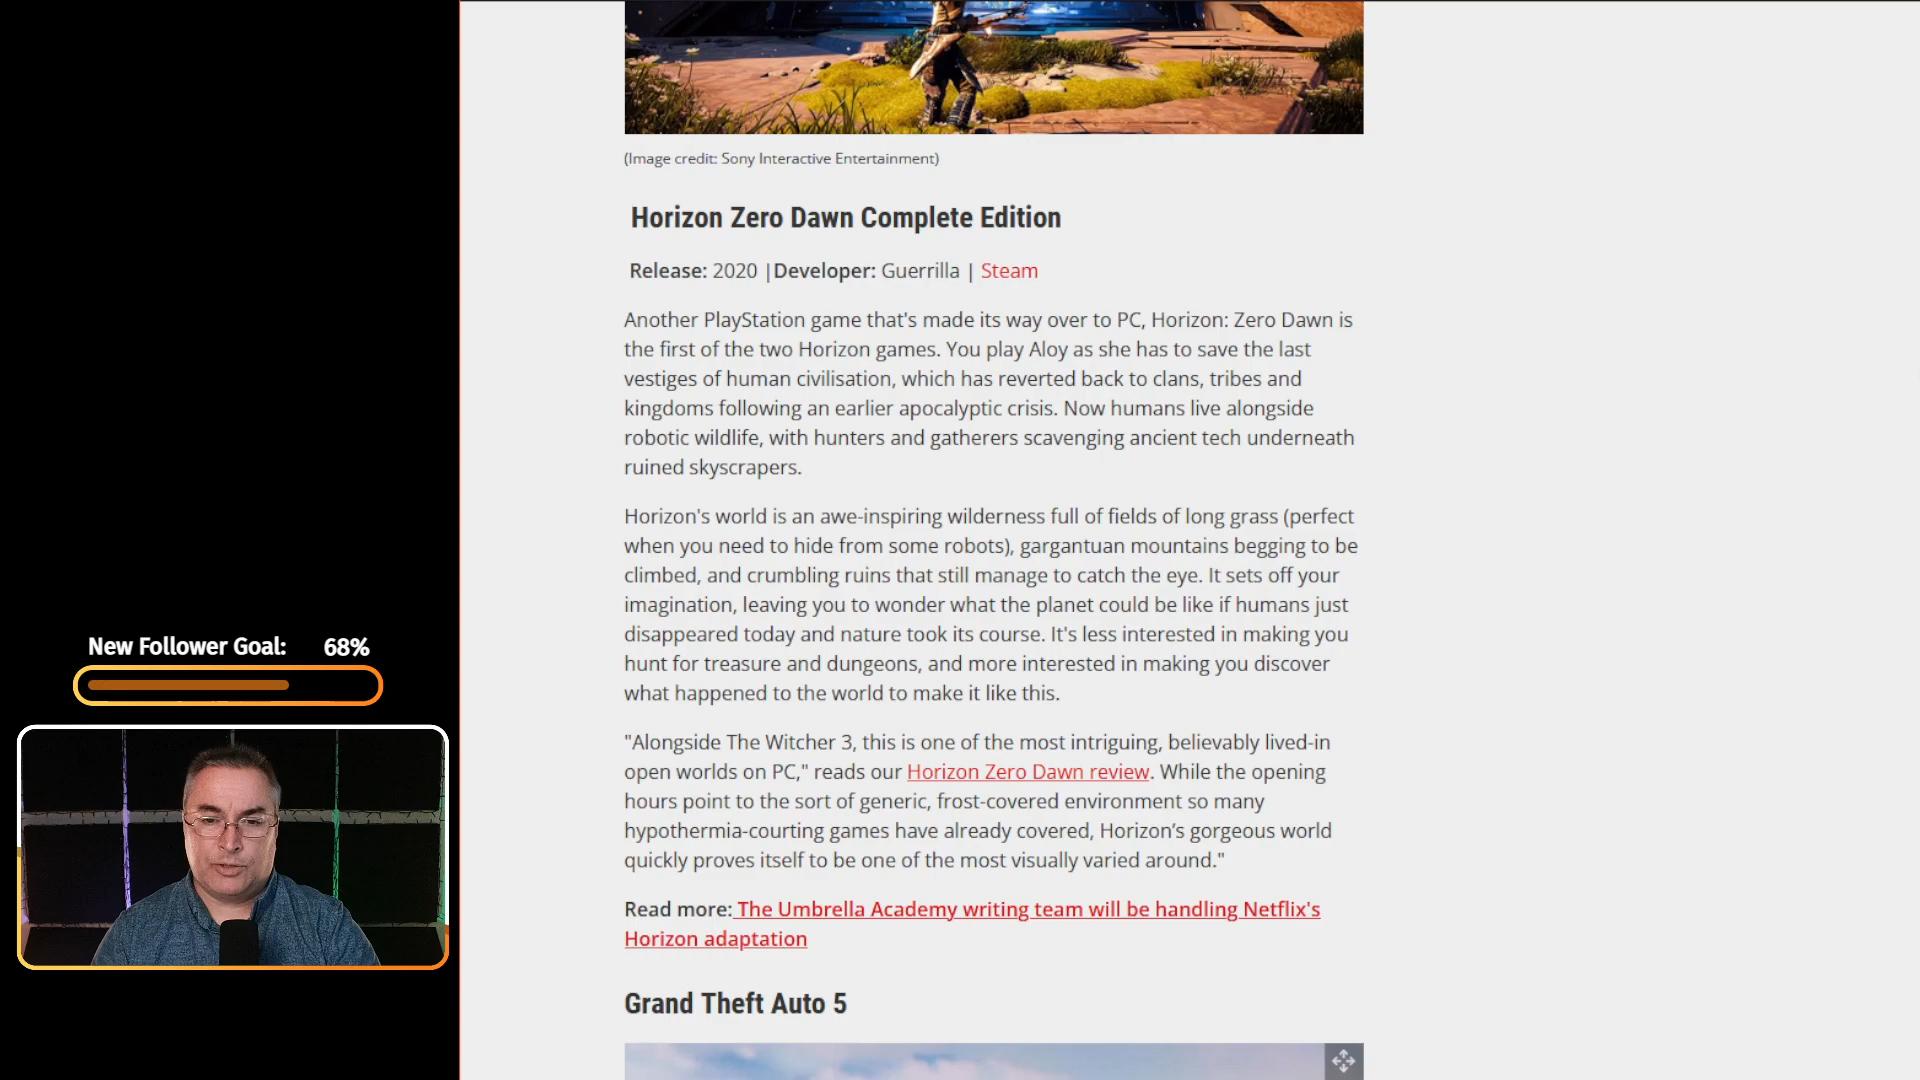 (Image credit: Sony Interactive Entertainment)
Horizon Zero Dawn Complete Edition
Release: 2020 |Developer: Guerrilla | Steam
Another PlayStation game that's made its way over to PC, Horizon: Zero Dawn is
the first of the two Horizon games. You play Aloy as she has to save the last
vestiges of human civilisation, which has reverted back to clans, tribes and
kingdoms following an earlier apocalyptic crisis. Now humans live alongside
robotic wildlife, with hunters and gatherers scavenging ancient tech underneath
ruined skyscrapers.
Horizon's world is an awe-inspiring wilderness full of fields of long grass (perfect
when you need to hide from some robots), gargantuan mountains begging to be
climbed, and crumbling ruins that still manage to catch the eye. It sets off your
imagination, leaving you to wonder what the planet could be like if humans just
disappeared today and nature took its course. It's less interested in making you
hunt for treasure and dungeons, and more interested in making you discover
what happened to the world to make it like this.
"Alongside The Witcher 3, this is one of the most intriguing, believably lived-in
open worlds on PC," reads our Horizon Zero Dawn review. While the opening
hours point to the sort of generic, frost-covered environment so many
hypothermia-courting games have already covered, Horizon’s gorgeous world
quickly proves itself to be one of the most visually varied around."
Read more: The Umbrella Academy writing team will be handling Netflix's
Horizon adaptation
Grand Theft Auto 5
New Follower Goal: 68%